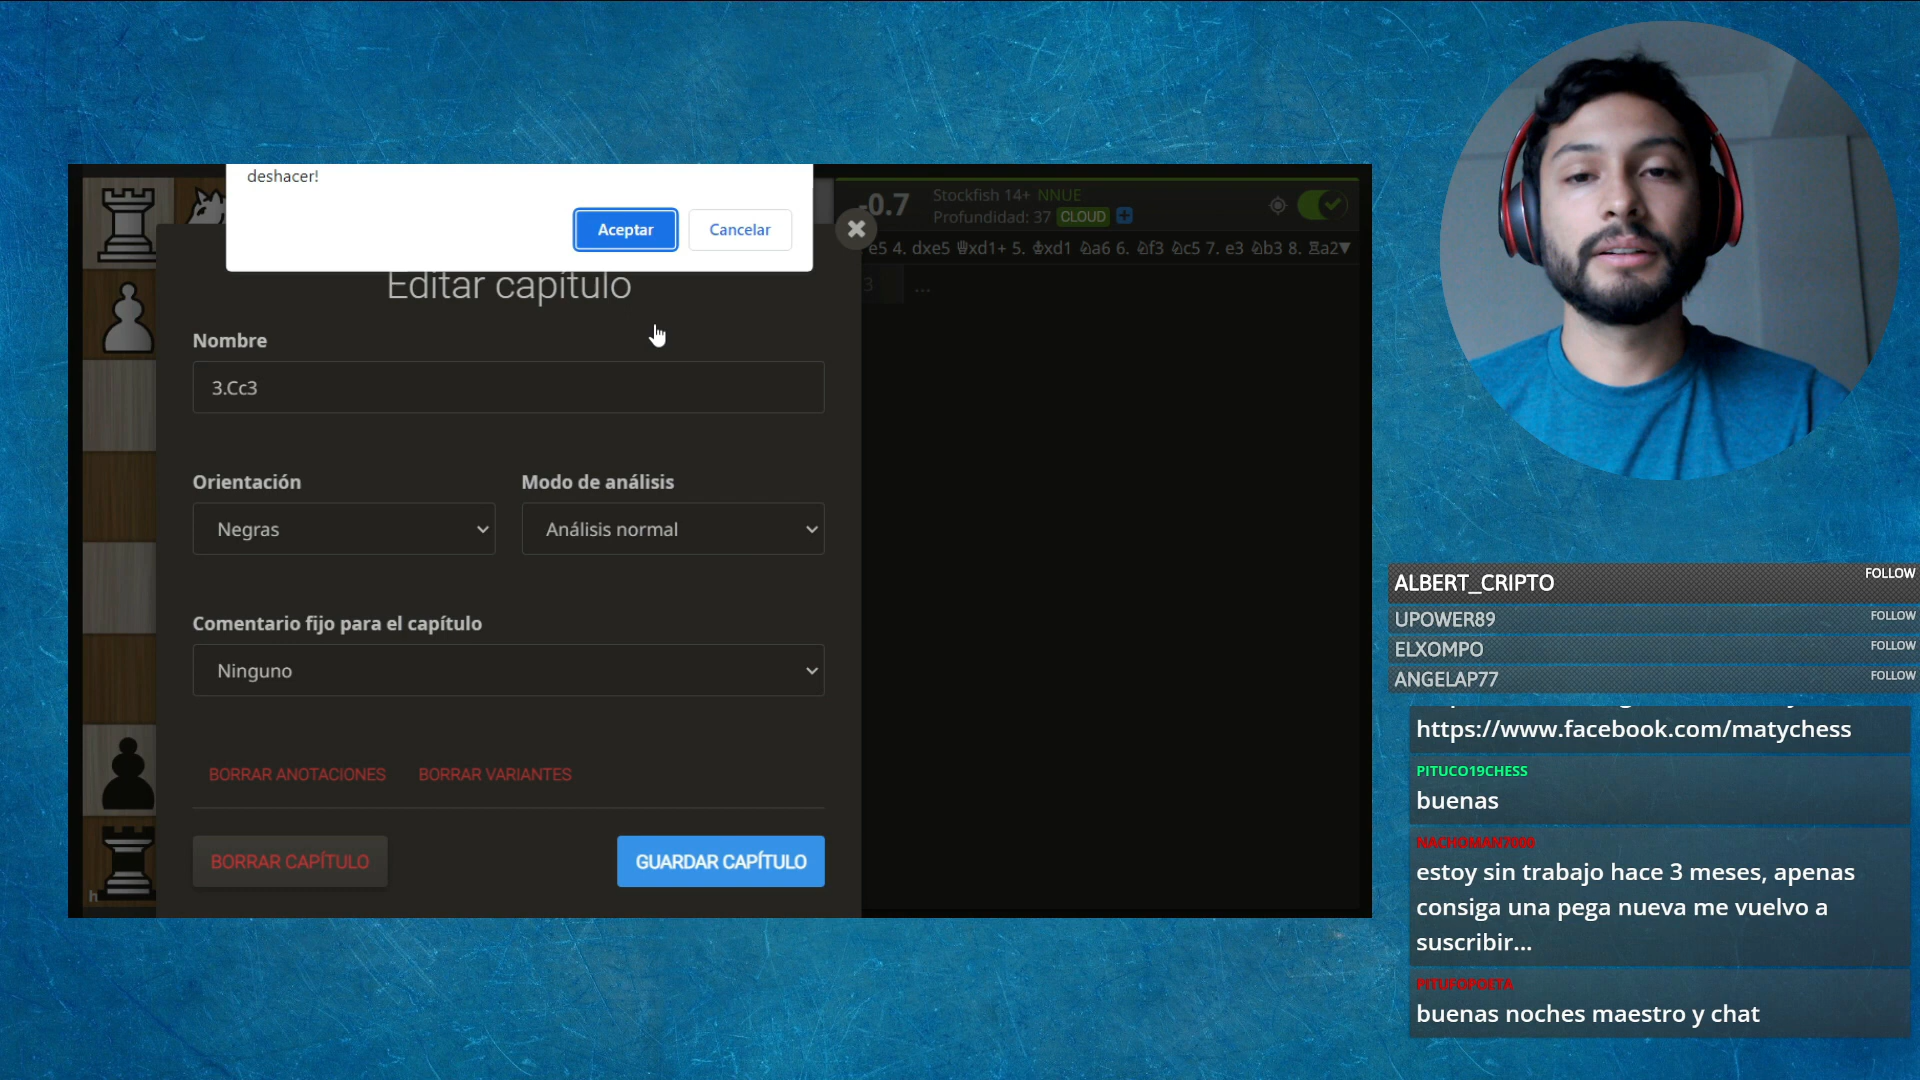 deshacer!
Aceptar
Cancelar
Editar capítulo
Nombre
3.Cc3
Orientación
Modo de análisis
Negras
Análisis normal
Comentario fijo para el capítulo
Ninguno
BORRAR ANOTACIONES
BORRAR VARIANTES
BORRAR CAPÍTULO
GUARDAR CAPÍTULO
h
-0.7
Stockfish 14+ NNUE
Profundidad: 37 CLOUD
e5 4. dxe5 ♕xd1+ 5. ♔xd1 ♘a6 6. ♘f3 ♘c5 7. e3 ♘b3 8. ♖a2
3
...
ALBERT_CRIPTO FOLLOW
UPOWER89 FOLLOW
ELXOMPO FOLLOW
ANGELAP77 FOLLOW
https://www.facebook.com/matychess
PITUCO19CHESS
buenas
NACHOMAN7000
estoy sin trabajo hace 3 meses, apenas
consiga una pega nueva me vuelvo a
suscribir...
PITUFOPOETA
buenas noches maestro y chat